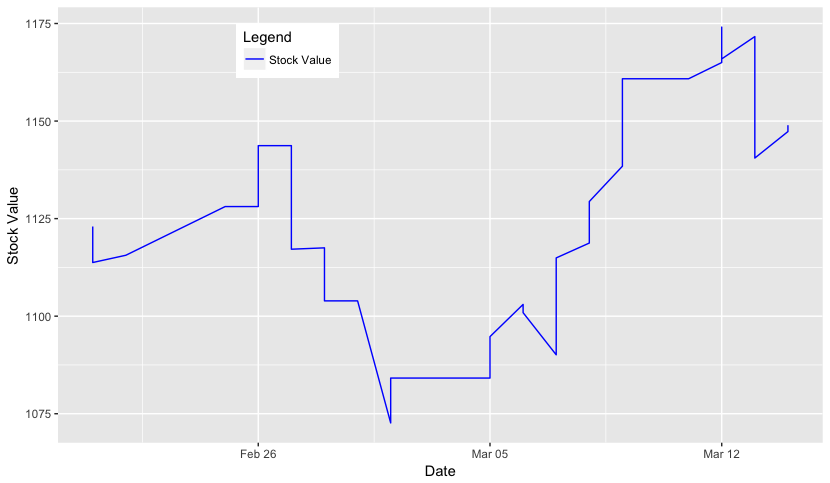 Legend
Stock Value
Stock Value
1175
1150
1125
1100
1075
Feb 26
Mar 05
Mar 12
Date